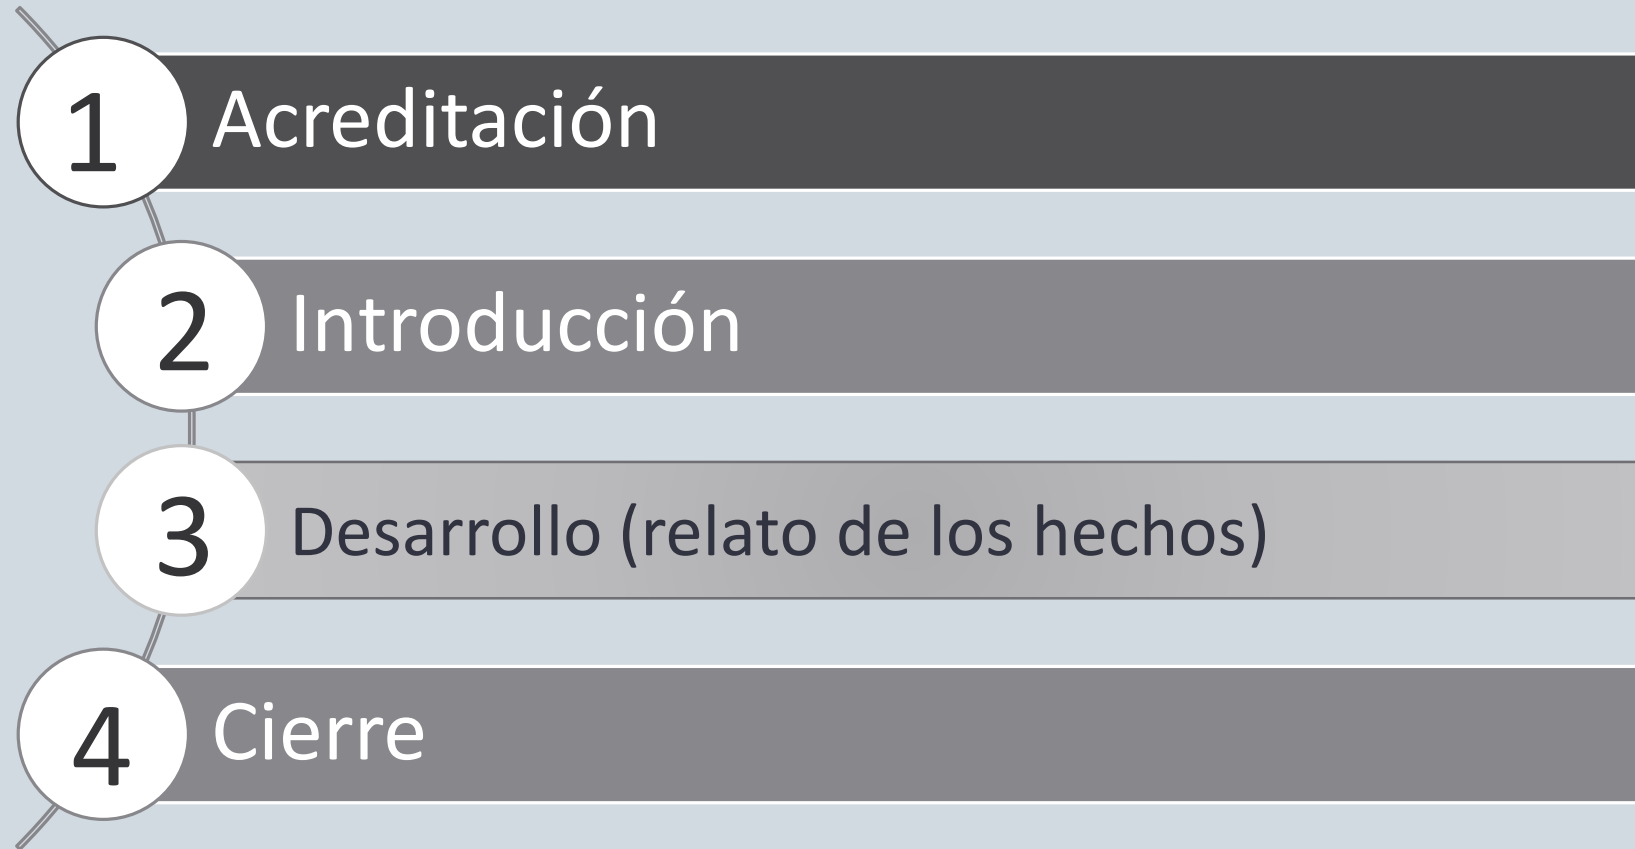 1 Acreditación
2 Introducción
3 Desarrollo (relato de los hechos)
4 Cierre